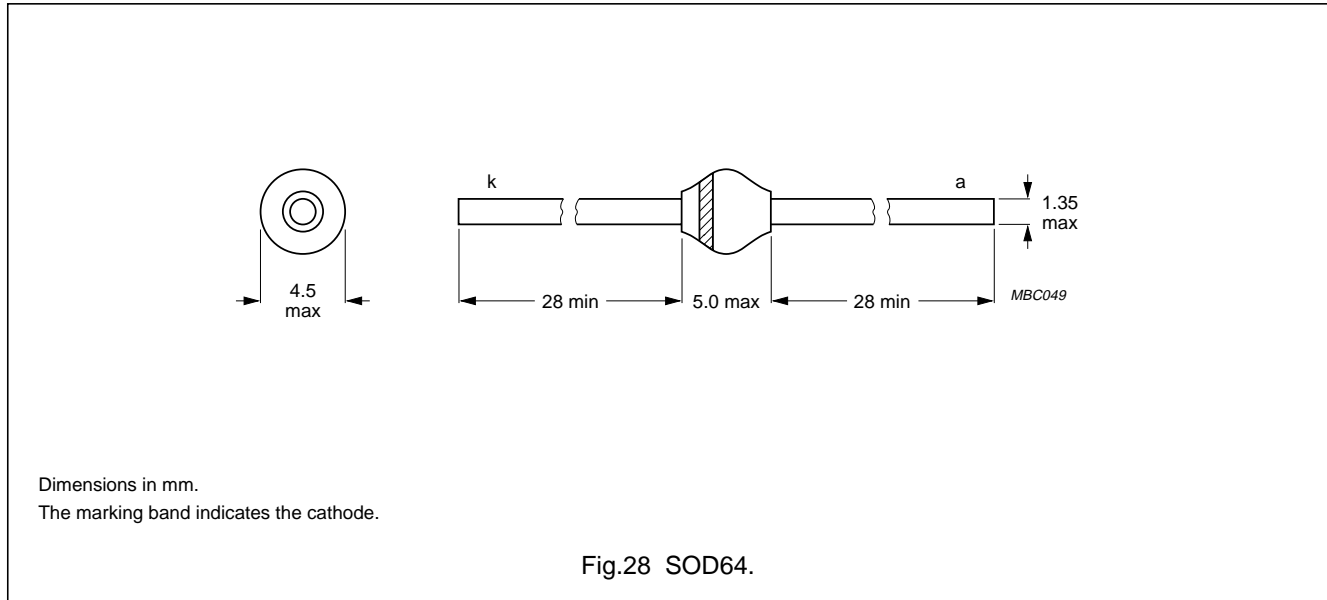 k
a
1.35
max
4.5
max
28 min
5.0 max
28 min
MBC049
Dimensions in mm.
The marking band indicates the cathode.
Fig.28 SOD64.